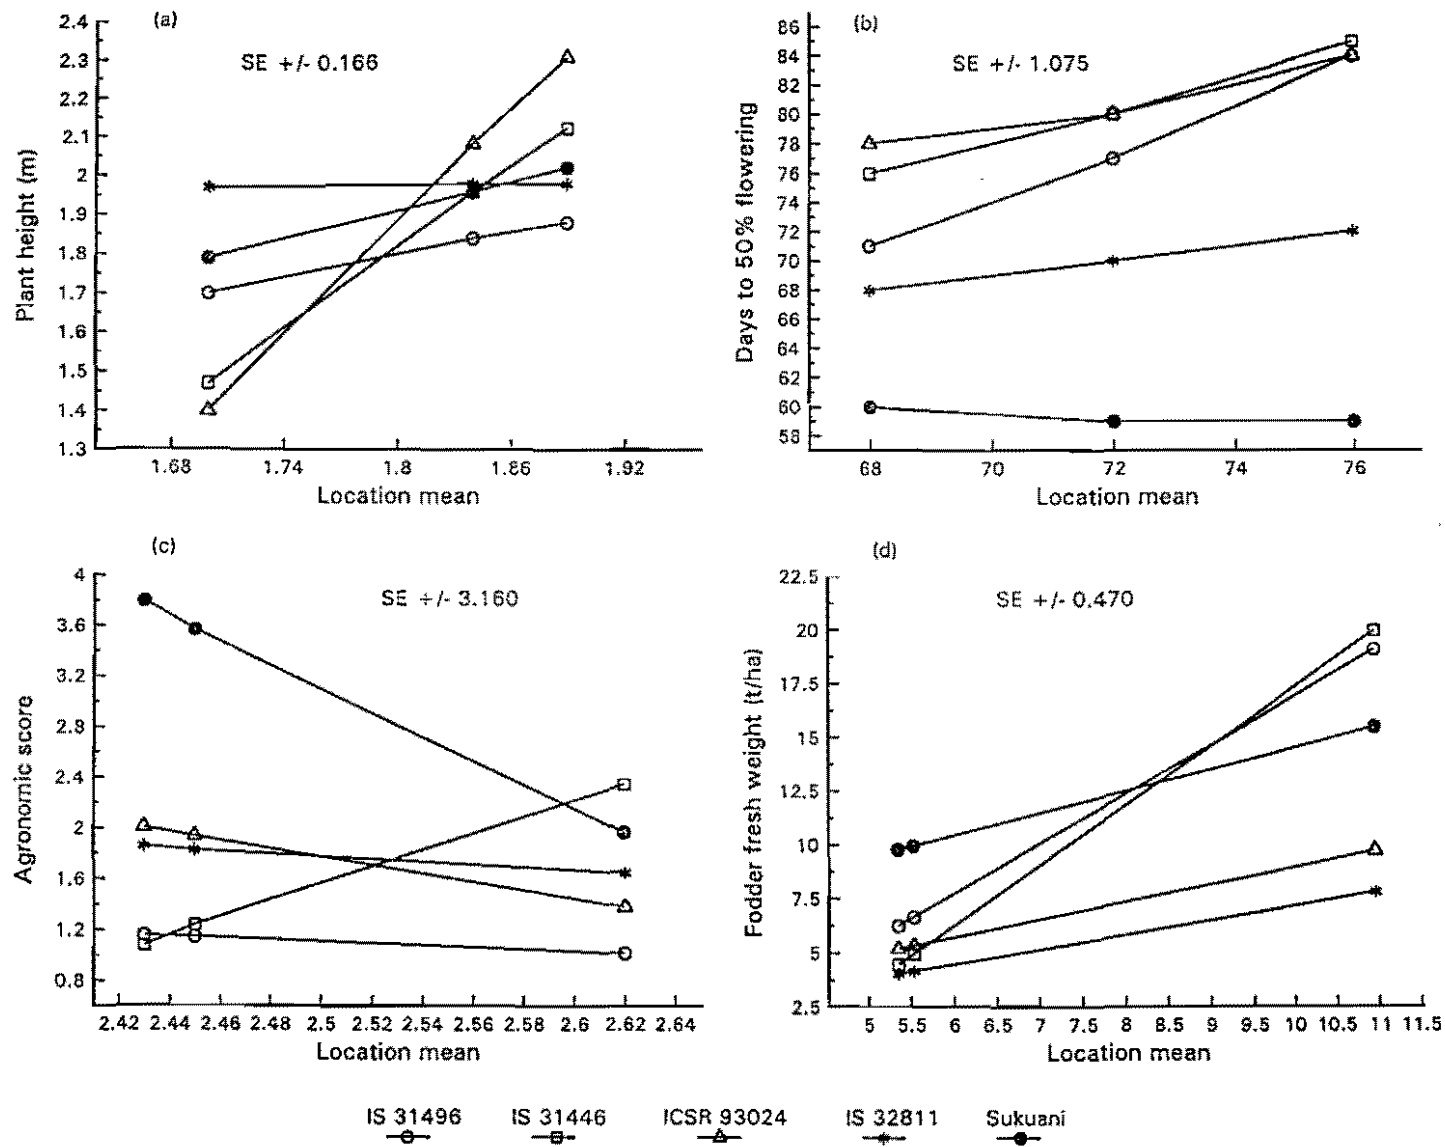 (a)
SE +/- 0.166
Plant height (m)
2.4
2.3
2.2
2.1
2
1.9
1.8
1.7
1.6
1.5
1.4
1.3
1.68 1.74 1.8 1.86 1.92
Location mean
(b)
SE +/- 1.075
Days to 50% flowering
86
84
82
80
78
76
74
72
70
68
66
64
62
60
58
68 70 72 74 76
Location mean
(c)
SE +/- 3.160
Agronomic score
4
3.6
3.2
2.8
2.4
2
1.6
1.2
0.8
2.42 2.44 2.46 2.48 2.5 2.52 2.54 2.56 2.58 2.6 2.62 2.64
Location mean
(d)
SE +/- 0.470
Fodder fresh weight (t/ha)
22.5
20
17.5
15
12.5
10
7.5
5
2.5
5 5.5 6 6.5 7 7.5 8 8.5 9 9.5 10 10.5 11 11.5
Location mean
IS 31496 IS 31446 ICSR 93024 IS 32811 Sukuani